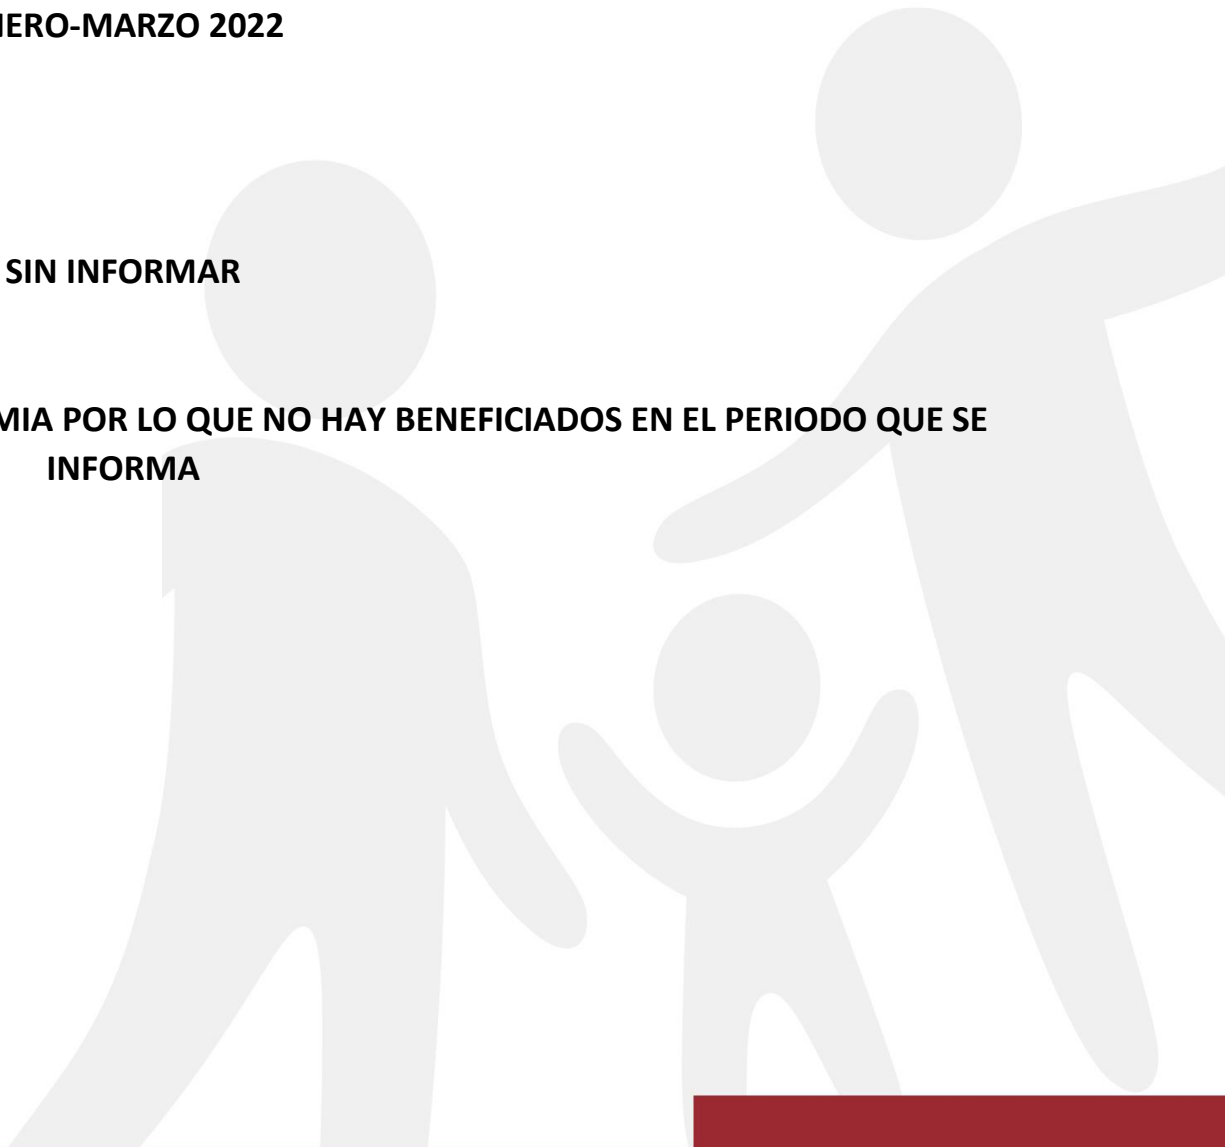 NERO-MARZO 2022
SIN INFORMAR
MIA POR LO QUE NO HAY BENEFICIADOS EN EL PERIODO QUE SE
INFORMA